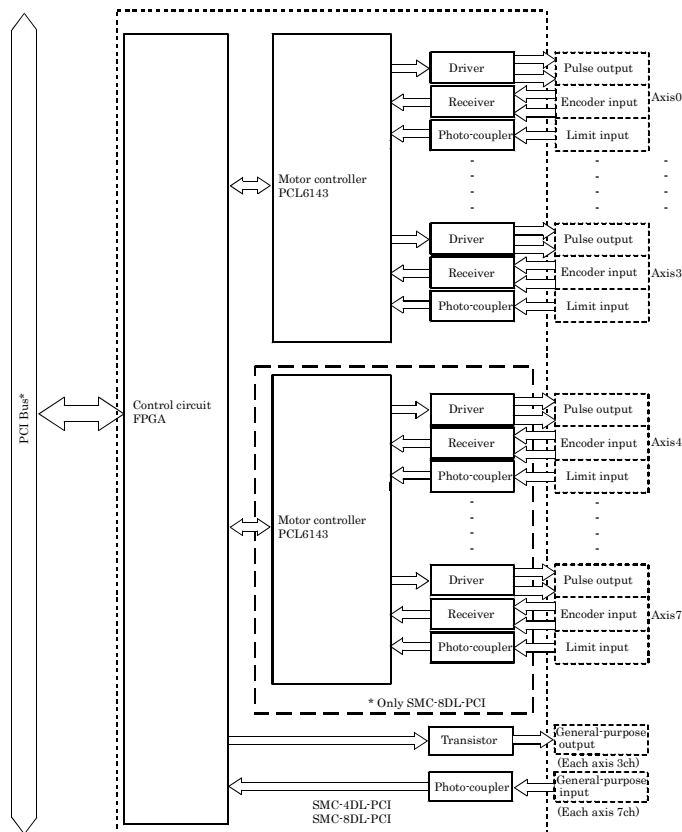 Driver
Pulse output
Receiver
Encoder input
Axis0
Photo-coupler
Limit input
Motor controller
PCL6143
Driver
Pulse output
Receiver
Encoder input
Axis3
Photo-coupler
Limit input
PCI Bus*
Control circuit
FPGA
Driver
Pulse output
Receiver
Encoder input
Axis4
Photo-coupler
Limit input
Motor controller
PCL6143
Driver
Pulse output
Receiver
Encoder input
Axis7
Photo-coupler
Limit input
* Only SMC-8DL-PCI
Transistor
General-purpose
output
(Each axis 3ch)
Photo-coupler
General-purpose
input
(Each axis 7ch)
SMC-4DL-PCI
SMC-8DL-PCI